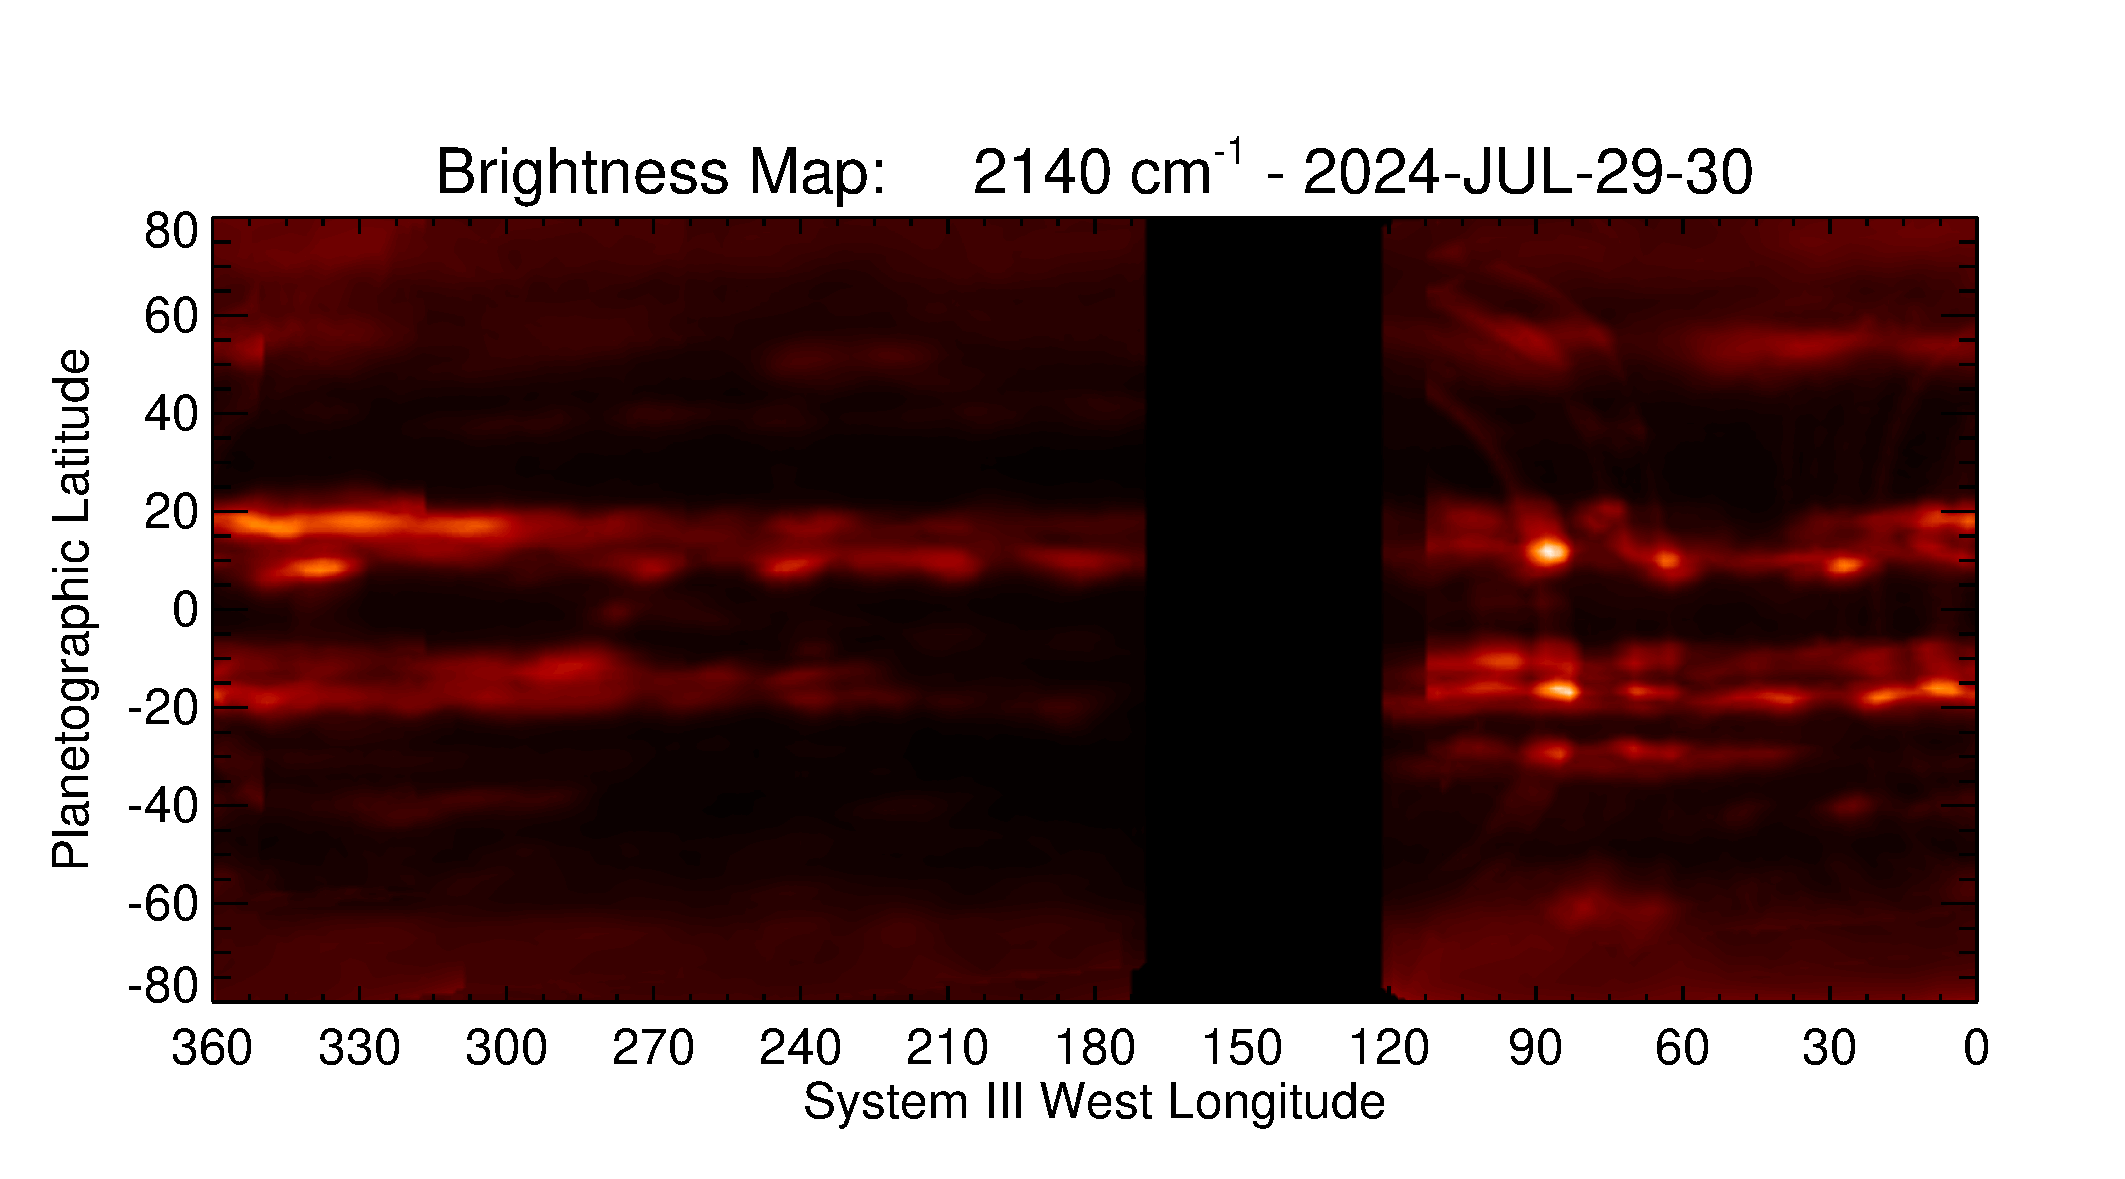 Brightness Map: 2140 cm⁻¹ - 2024-JUL-29-30
Planetographic Latitude
80
60
40
20
0
-20
-40
-60
-80
360 330 300 270 240 210 180 150 120 90 60 30 0
System III West Longitude